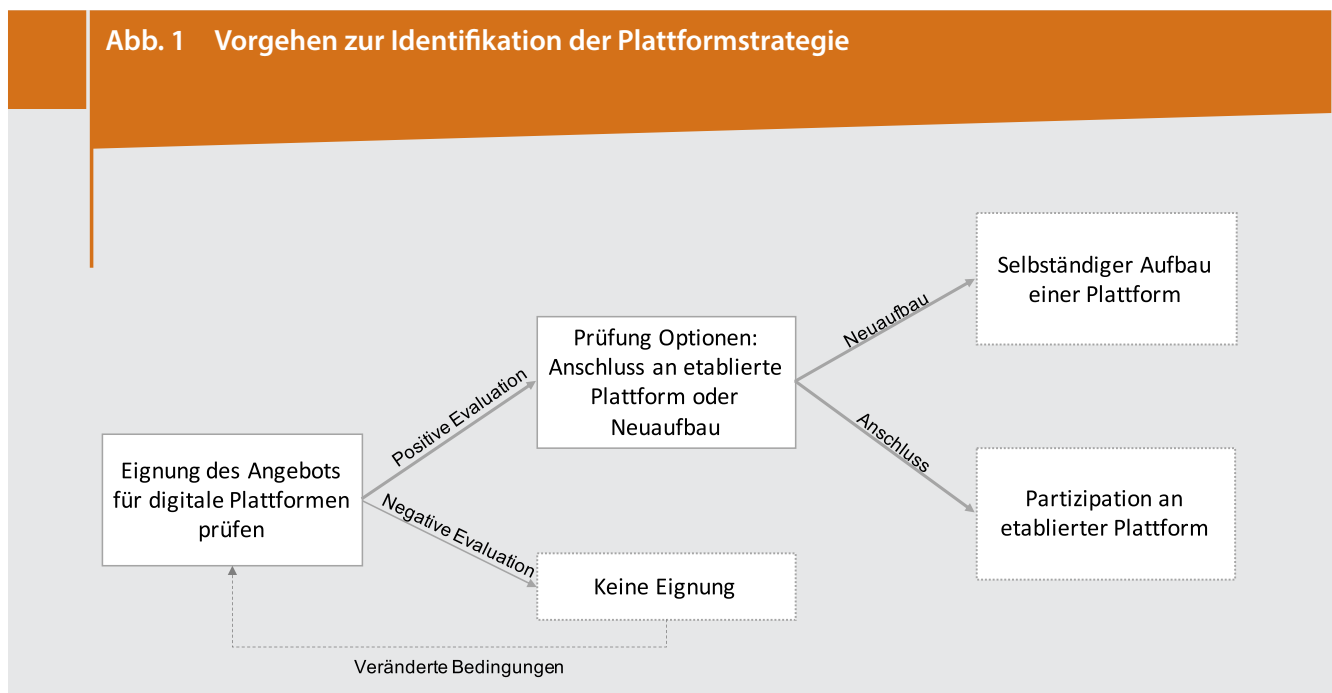 Abb. 1 Vorgehen zur Identifikation der Plattformstrategie
Eignung des Angebots
für digitale Plattformen
prüfen
Positive Evaluation
Negative Evaluation
Prüfung Optionen:
Anschluss an etablierte
Plattform oder
Neuaufbau
Keine Eignung
Veränderte Bedingungen
Neuaufbau
Anschluss
Selbständiger Aufbau
einer Plattform
Partizipation an
etablierter Plattform